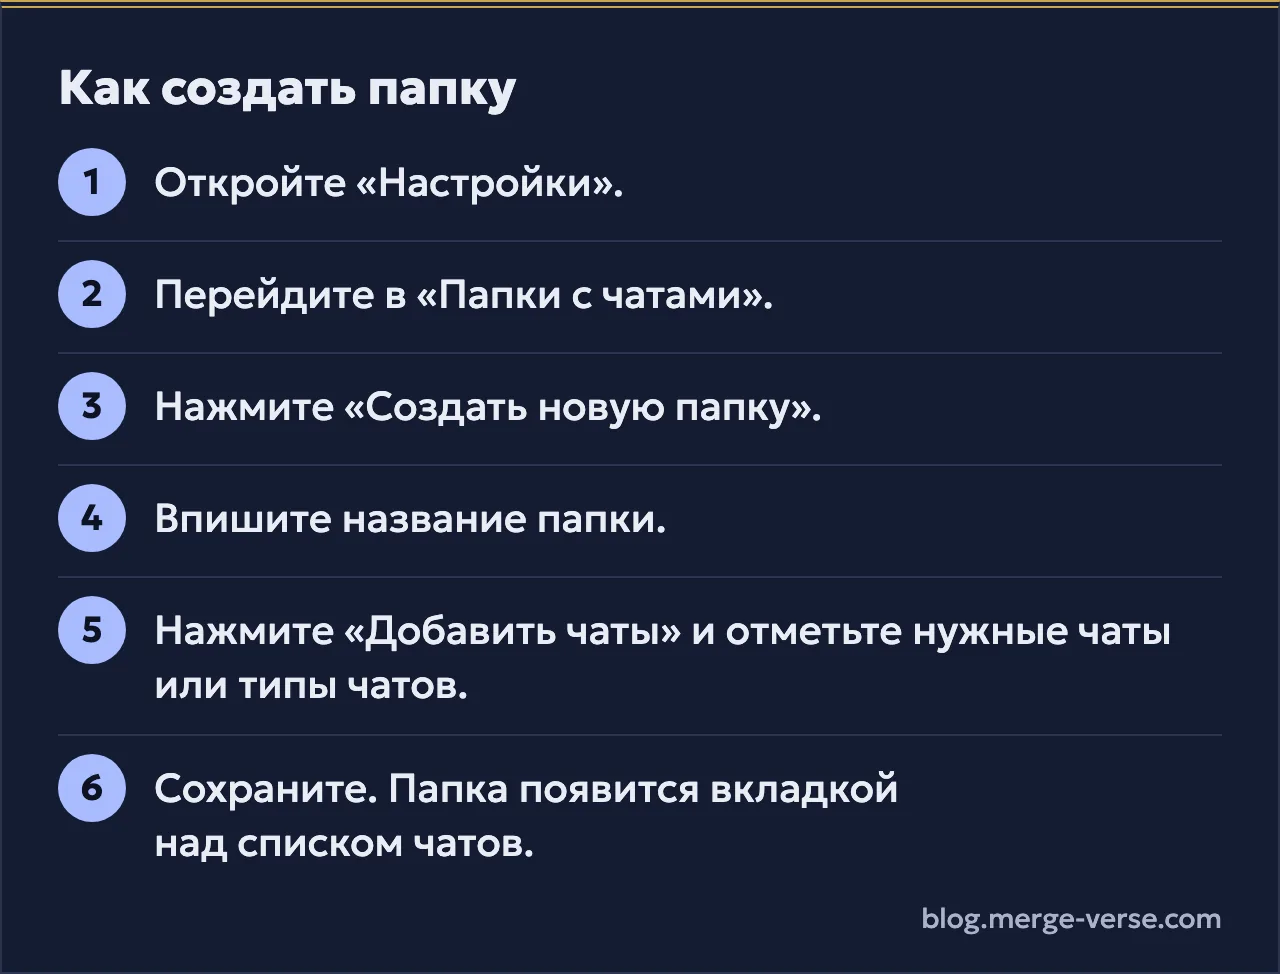 Как создать папку
1 Откройте «Настройки».
2 Перейдите в «Папки с чатами».
3 Нажмите «Создать новую папку».
4 Впишите название папки.
5 Нажмите «Добавить чаты» и отметьте нужные чаты
или типы чатов.
6 Сохраните. Папка появится вкладкой
над списком чатов.
blog.merge-verse.com